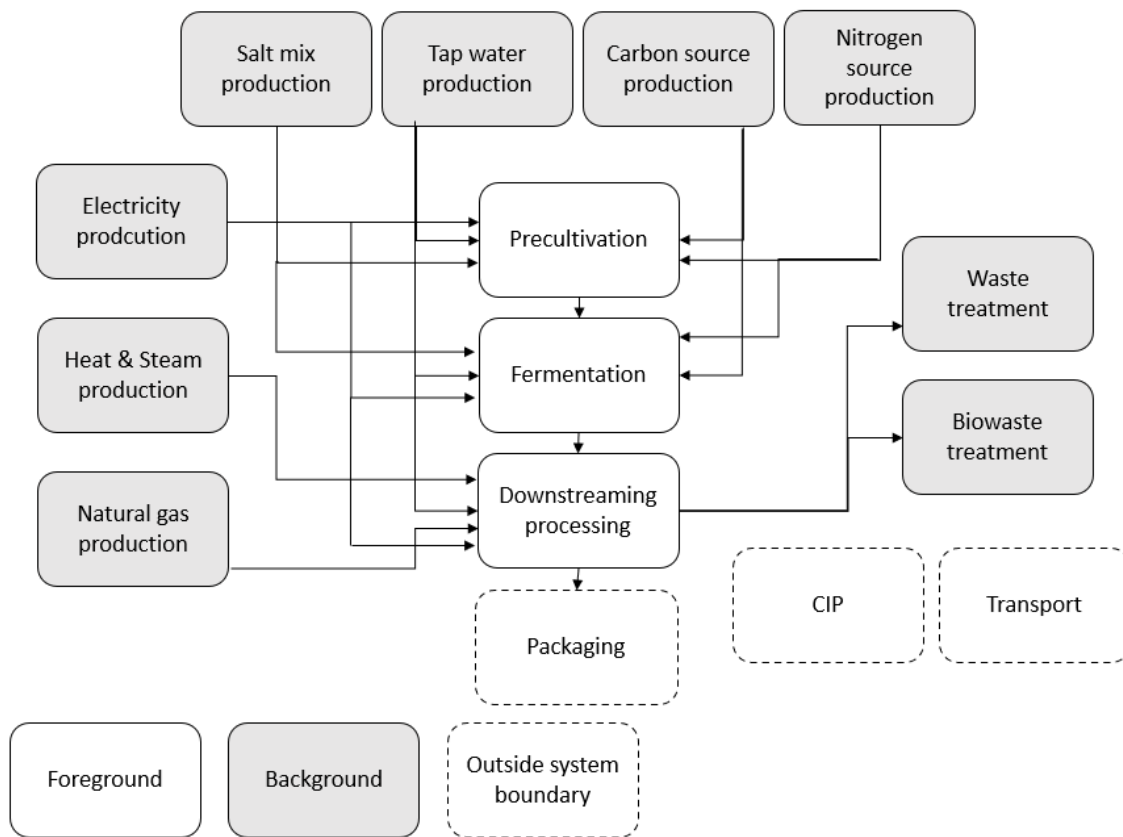 Salt mix
production
Tap water
production
Carbon source
production
Nitrogen
source
production
Electricity
prodcution
Precultivation
Waste
treatment
Heat & Steam
production
Fermentation
Biowaste
treatment
Natural gas
production
Downstreaming
processing
CIP
Transport
Packaging
Foreground
Background
Outside system
boundary